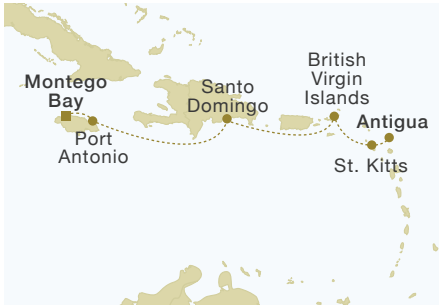 Montego
Bay
Port
Antonio
Santo
Domingo
British
Virgin
Islands
Antigua
St. Kitts